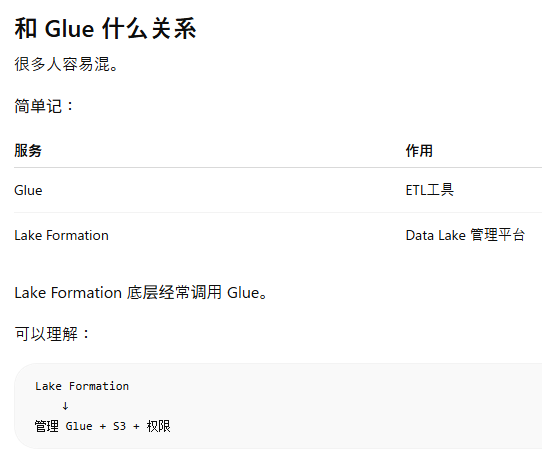 和 Glue 什么关系
很多人容易混。
简单记：
服务 作用
Glue ETL工具
Lake Formation Data Lake 管理平台
Lake Formation 底层经常调用 Glue。
可以理解：
Lake Formation
↓
管理 Glue + S3 + 权限